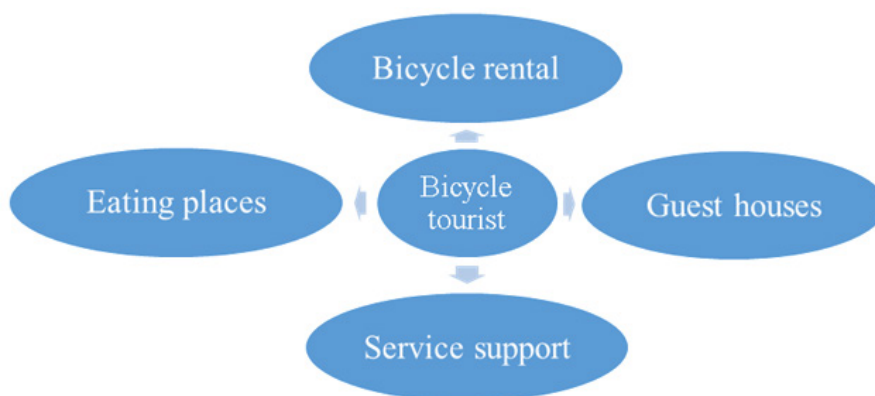 Bicycle rental
Eating places
Bicycle
tourist
Guest houses
Service support